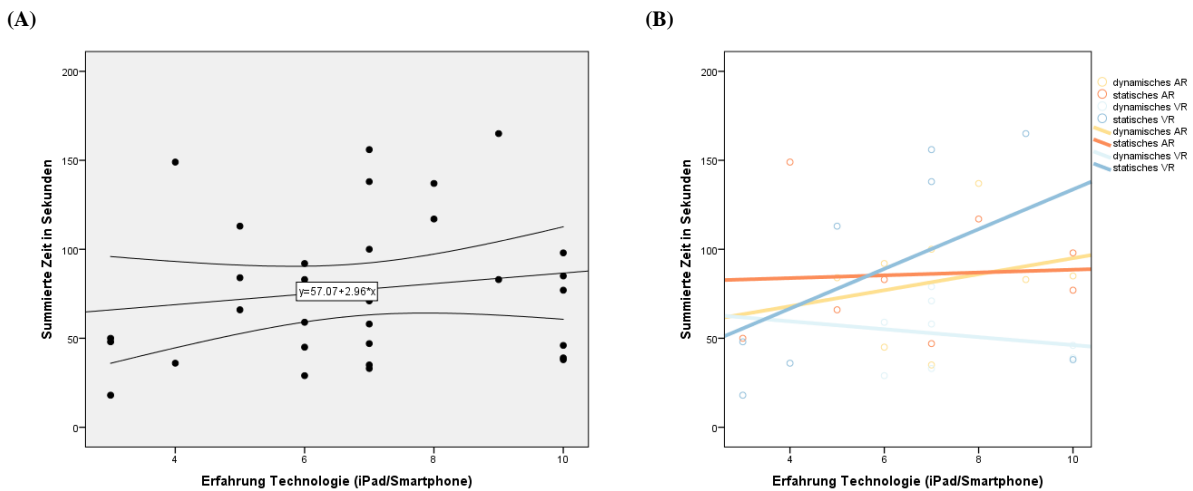 (A)
(B)
200
150
100
50
0
4
6
8
10
Summierte Zeit in Sekunden
Erfahrung Technologie (iPad/Smartphone)
y=57.07+2.96*x
200
150
100
50
0
4
6
8
10
Summierte Zeit in Sekunden
Erfahrung Technologie (iPad/Smartphone)
dynamisches AR
statisches AR
dynamisches VR
statisches VR
dynamisches AR
statisches AR
dynamisches VR
statisches VR